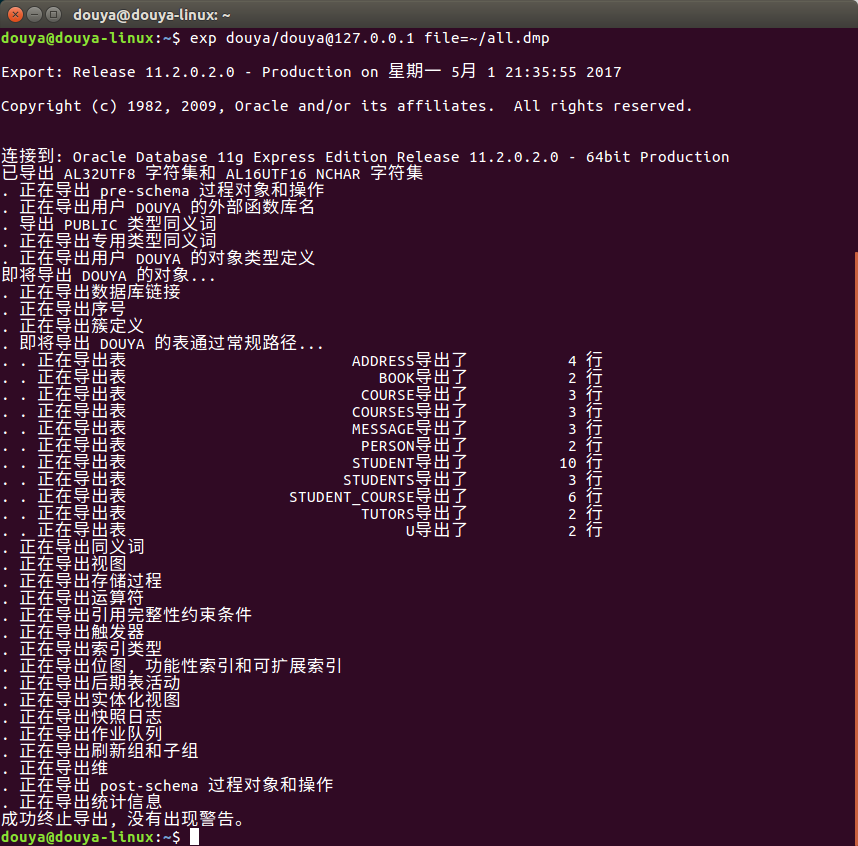 douya@douya-linux: ~
douya@douya-linux:~$ exp douya/douya@127.0.0.1 file=~/all.dmp
Export: Release 11.2.0.2.0 - Production on 星期一 5月 1 21:35:55 2017
Copyright (c) 1982, 2009, Oracle and/or its affiliates.  All rights reserved.
连接到: Oracle Database 11g Express Edition Release 11.2.0.2.0 - 64bit Production
已导出 AL32UTF8 字符集和 AL16UTF16 NCHAR 字符集
. 正在导出 pre-schema 过程对象和操作
. 正在导出用户 DOUYA 的外部函数库名
. 导出 PUBLIC 类型同义词
. 正在导出专用类型同义词
. 正在导出用户 DOUYA 的对象类型定义
即将导出 DOUYA 的对象...
. 正在导出数据库链接
. 正在导出序号
. 正在导出簇定义
. 即将导出 DOUYA 的表通过常规路径...
. . 正在导出表 ADDRESS导出了 4 行
. . 正在导出表 BOOK导出了 2 行
. . 正在导出表 COURSE导出了 3 行
. . 正在导出表 COURSES导出了 3 行
. . 正在导出表 MESSAGE导出了 3 行
. . 正在导出表 PERSON导出了 2 行
. . 正在导出表 STUDENT导出了 10 行
. . 正在导出表 STUDENTS导出了 3 行
. . 正在导出表 STUDENT_COURSE导出了 6 行
. . 正在导出表 TUTORS导出了 2 行
. . 正在导出表 U导出了 2 行
. 正在导出同义词
. 正在导出视图
. 正在导出存储过程
. 正在导出运算符
. 正在导出引用完整性约束条件
. 正在导出触发器
. 正在导出索引类型
. 正在导出位图, 功能性索引和可扩展索引
. 正在导出后期表活动
. 正在导出实体化视图
. 正在导出快照日志
. 正在导出作业队列
. 正在导出刷新组和子组
. 正在导出维
. 正在导出 post-schema 过程对象和操作
. 正在导出统计信息
成功终止导出, 没有出现警告。
douya@douya-linux:~$